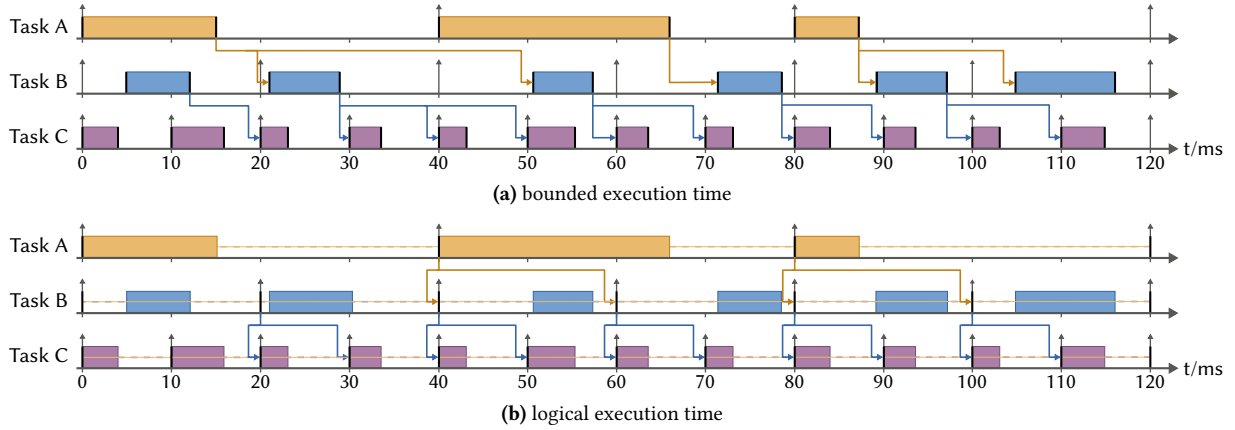 Task A
Task B
Task C
0 10 20 30 40 50 60 70 80 90 100 110 120 t/ms
(a) bounded execution time
Task A
Task B
Task C
0 10 20 30 40 50 60 70 80 90 100 110 120 t/ms
(b) logical execution time